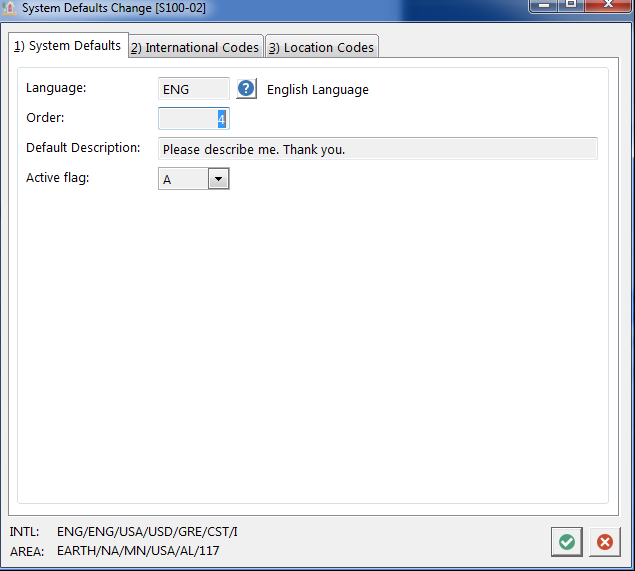 System Defaults Change [S100-02]
1) System Defaults 2) International Codes 3) Location Codes
Language: ENG ? English Language
Order: 4
Default Description: Please describe me. Thank you.
Active flag: A
INTL: ENG/ENG/USA/USD/GRE/CST/I
AREA: EARTH/NA/MN/USA/AL/117